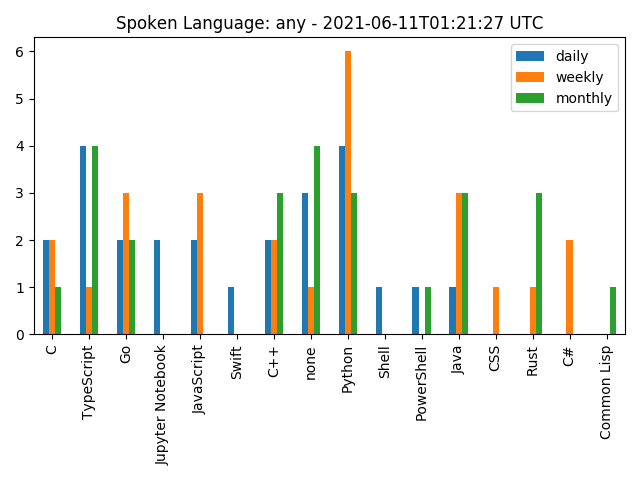 Spoken Language: any - 2021-06-11T01:21:27 UTC
daily
weekly
monthly
6
5
4
3
2
1
0
C
TypeScript
Go
Jupyter Notebook
JavaScript
Swift
C++
none
Python
Shell
PowerShell
Java
CSS
Rust
C#
Common Lisp